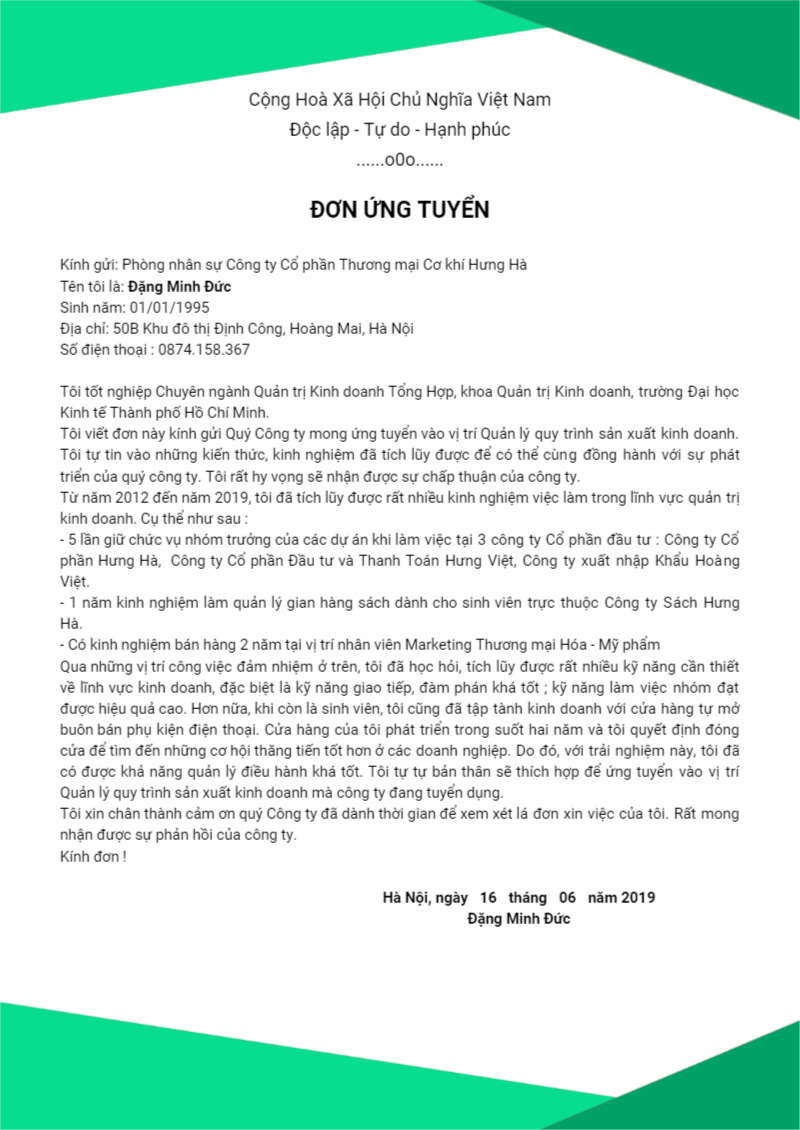 Cộng Hoà Xã Hội Chủ Nghĩa Việt Nam
Độc lập - Tự do - Hạnh phúc
......o0o......
ĐƠN ỨNG TUYỂN
Kính gửi: Phòng nhân sự Công ty Cổ phần Thương mại Cơ khí Hưng Hà
Tên tôi là: Đặng Minh Đức
Sinh năm: 01/01/1995
Địa chỉ: 50B Khu đô thị Định Công, Hoàng Mai, Hà Nội
Số điện thoại : 0874.158.367
Tôi tốt nghiệp Chuyên ngành Quản trị Kinh doanh Tổng Hợp, khoa Quản trị Kinh doanh, trường Đại học
Kinh tế Thành phố Hồ Chí Minh.
Tôi viết đơn này kính gửi Quý Công ty mong ứng tuyển vào vị trí Quản lý quy trình sản xuất kinh doanh.
Tôi tự tin vào những kiến thức, kinh nghiệm đã tích lũy được để có thể cùng đồng hành với sự phát
triển của quý công ty. Tôi rất hy vọng sẽ nhận được sự chấp thuận của công ty.
Từ năm 2012 đến năm 2019, tôi đã tích lũy được rất nhiều kinh nghiệm việc làm trong lĩnh vực quản trị
kinh doanh. Cụ thể như sau :
- 5 lần giữ chức vụ nhóm trưởng của các dự án khi làm việc tại 3 công ty Cổ phần đầu tư : Công ty Cổ
phần Hưng Hà, Công ty Cổ phần Đầu tư và Thanh Toán Hưng Việt, Công ty xuất nhập Khẩu Hoàng
Việt.
- 1 năm kinh nghiệm làm quản lý gian hàng sách dành cho sinh viên trực thuộc Công ty Sách Hưng
Hà.
- Có kinh nghiệm bán hàng 2 năm tại vị trí nhân viên Marketing Thương mại Hóa - Mỹ phẩm
Qua những vị trí công việc đảm nhiệm ở trên, tôi đã học hỏi, tích lũy được rất nhiều kỹ năng cần thiết
về lĩnh vực kinh doanh, đặc biệt là kỹ năng giao tiếp, đàm phán khá tốt ; kỹ năng làm việc nhóm đạt
được hiệu quả cao. Hơn nữa, khi còn là sinh viên, tôi cũng đã tập tành kinh doanh với cửa hàng tự mở
buôn bán phụ kiện điện thoại. Cửa hàng của tôi phát triển trong suốt hai năm và tôi quyết định đóng
cửa để tìm đến những cơ hội thăng tiến tốt hơn ở các doanh nghiệp. Do đó, với trải nghiệm này, tôi đã
có được khả năng quản lý điều hành khá tốt. Tôi tự tự bản thân sẽ thích hợp để ứng tuyển vào vị trí
Quản lý quy trình sản xuất kinh doanh mà công ty đang tuyển dụng.
Tôi xin chân thành cảm ơn quý Công ty đã dành thời gian để xem xét lá đơn xin việc của tôi. Rất mong
nhận được sự phản hồi của công ty.
Kính đơn !
Hà Nội, ngày 16 tháng 06 năm 2019
Đặng Minh Đức